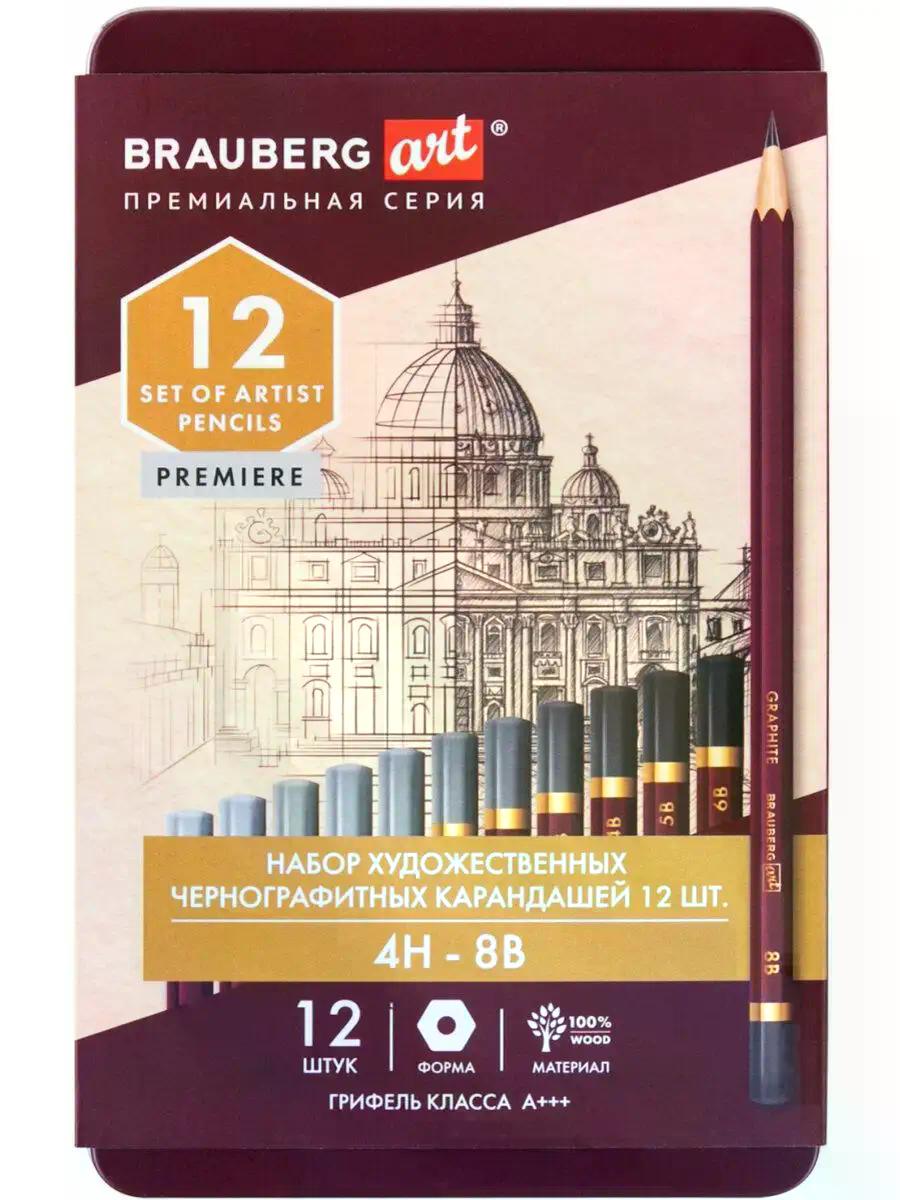 BRAUBERG art ®
ПРЕМИАЛЬНАЯ СЕРИЯ
12
SET OF ARTIST
PENCILS
PREMIERE
6B
5B
GRAPHITE BRAUBERG art 8B
НАБОР ХУДОЖЕСТВЕННЫХ
ЧЕРНОГРАФИТНЫХ КАРАНДАШЕЙ 12 ШТ.
4H - 8B
12
ШТУК
ФОРМА
100%
WOOD
МАТЕРИАЛ
ГРИФЕЛЬ КЛАССА А+++